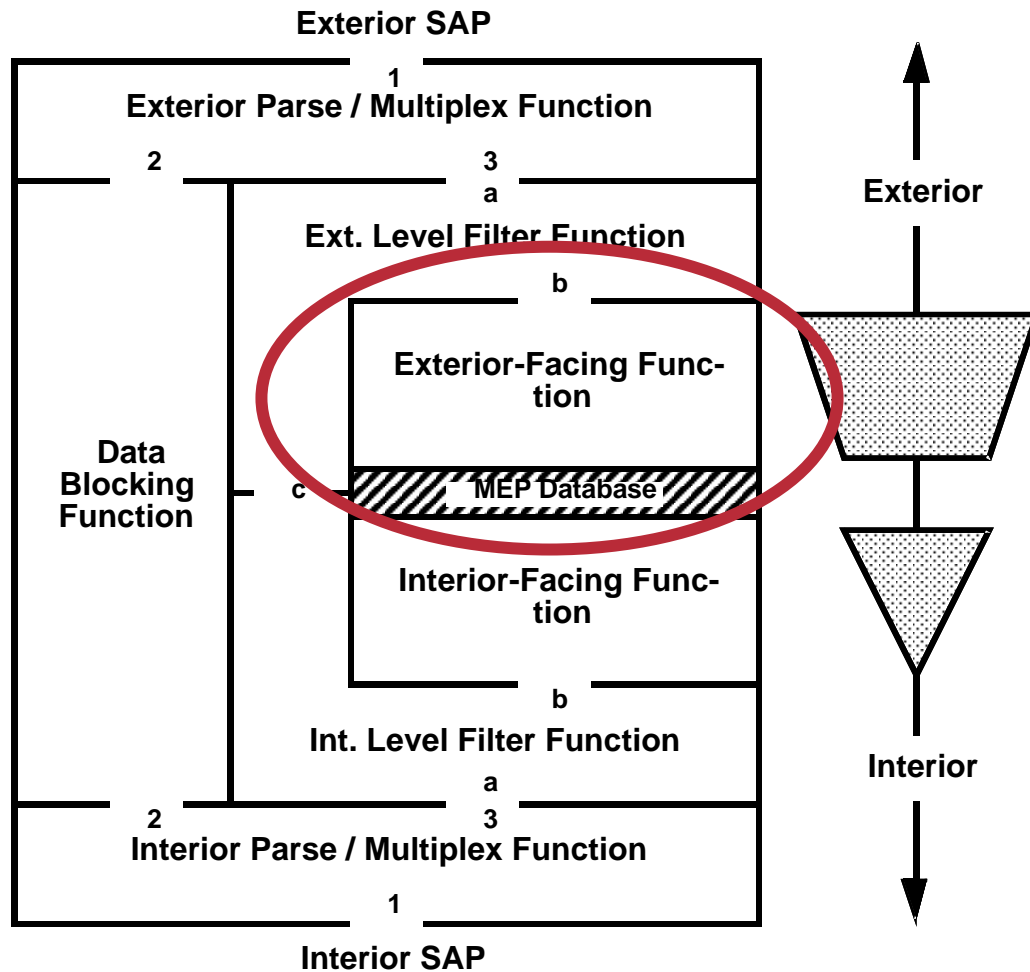 Exterior SAP
1
Exterior Parse / Multiplex Function
2
3
a
Exterior
Ext. Level Filter Function
b
Exterior-Facing Func-
tion
Data
Blocking
Function
c
MEP Database
Interior-Facing Func-
tion
b
Int. Level Filter Function
Interior
a
2
3
Interior Parse / Multiplex Function
1
Interior SAP